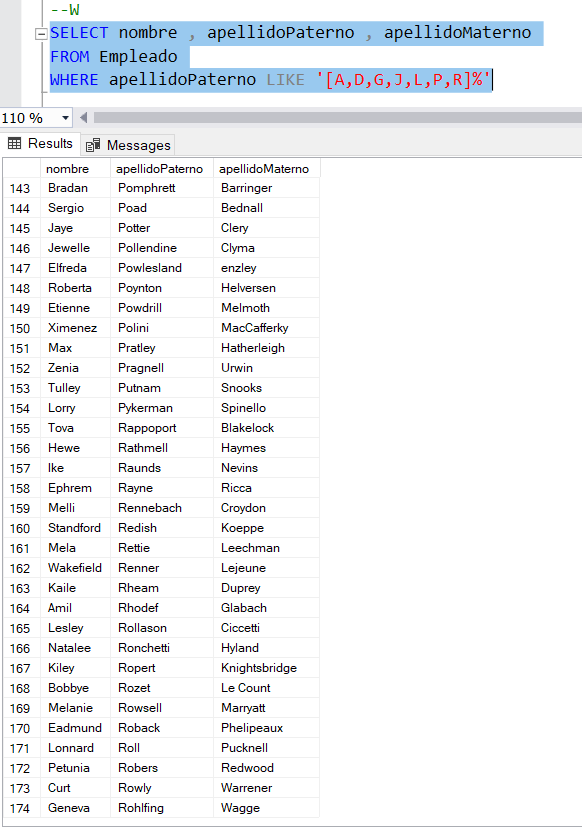 --W
SELECT nombre , apellidoPaterno , apellidoMaterno
FROM Empleado
WHERE apellidoPaterno LIKE '[A,D,G,J,L,P,R]%'
110 %
Results Messages
nombre apellidoPaterno apellidoMaterno
143 Bradan Pomphrett Barringer
144 Sergio Poad Bednall
145 Jaye Potter Clery
146 Jewelle Pollendine Clyma
147 Elfreda Powlesland enzley
148 Roberta Poynton Helversen
149 Etienne Powdrill Melmoth
150 Ximenez Polini MacCafferky
151 Max Pratley Hatherleigh
152 Zenia Pragnell Urwin
153 Tulley Putnam Snooks
154 Lorry Pykerman Spinello
155 Tova Rappoport Blakelock
156 Hewe Rathmell Haymes
157 Ike Raunds Nevins
158 Ephrem Rayne Ricca
159 Melli Rennebach Croydon
160 Standford Redish Koeppe
161 Mela Rettie Leechman
162 Wakefield Renner Lejeune
163 Kaile Rheam Duprey
164 Amil Rhodef Glabach
165 Lesley Rollason Ciccetti
166 Natalee Ronchetti Hyland
167 Kiley Ropert Knightsbridge
168 Bobbye Rozet Le Count
169 Melanie Rowsell Marryatt
170 Eadmund Roback Phelipeaux
171 Lonnard Roll Pucknell
172 Petunia Robers Redwood
173 Curt Rowly Warrener
174 Geneva Rohlfing Wagge